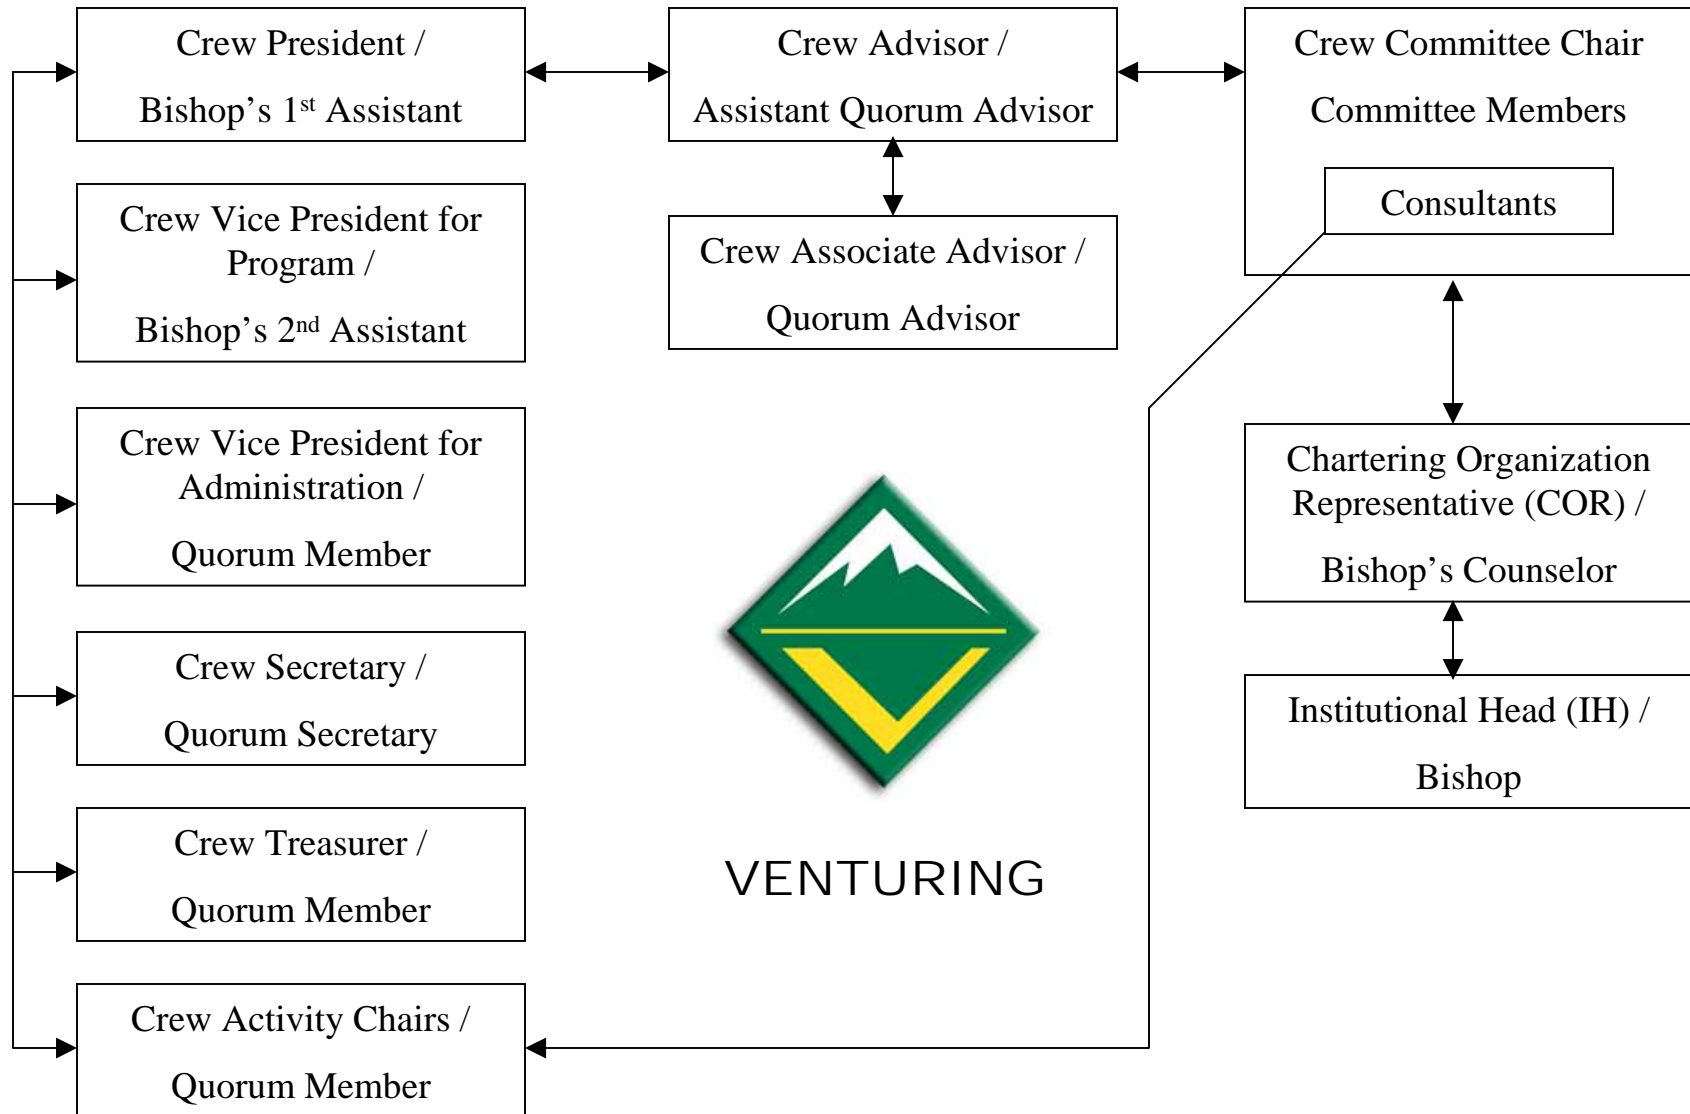 Crew President /
Bishop’s 1st Assistant
Crew Vice President for
Program /
Bishop’s 2nd Assistant
Crew Vice President for
Administration /
Quorum Member
Crew Secretary /
Quorum Secretary
Crew Treasurer /
Quorum Member
Crew Activity Chairs /
Quorum Member
Crew Advisor /
Assistant Quorum Advisor
Crew Associate Advisor /
Quorum Advisor
VENTURING
Crew Committee Chair
Committee Members
Consultants
Chartering Organization
Representative (COR) /
Bishop’s Counselor
Institutional Head (IH) /
Bishop